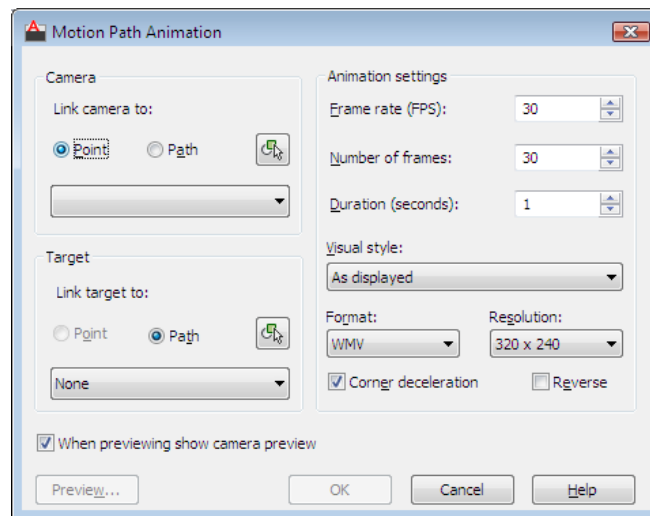 Motion Path Animation
Camera
Link camera to:
Point
Path
Target
Link target to:
Point
Path
None
Animation settings
Frame rate (FPS):
30
Number of frames:
30
Duration (seconds):
1
Visual style:
As displayed
Format:
Resolution:
WMV
320 x 240
Corner deceleration
Reverse
When previewing show camera preview
Preview...
OK
Cancel
Help